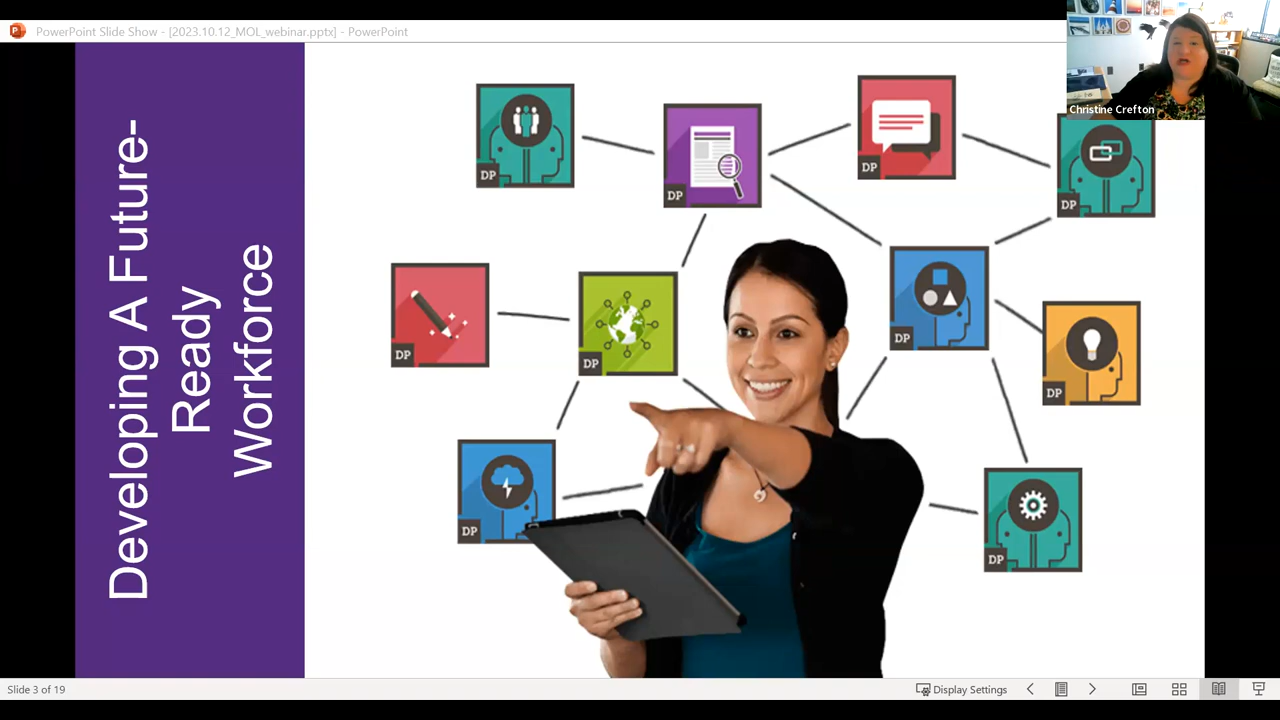 PowerPoint Slide Show - [2023.10.12_MOL_webinar.pptx] - PowerPoint
Christine Crefton
Developing A Future-
Ready
Workforce
DP
DP
DP
DP
DP
DP
DP
DP
DP
DP
Slide 3 of 19
Display Settings